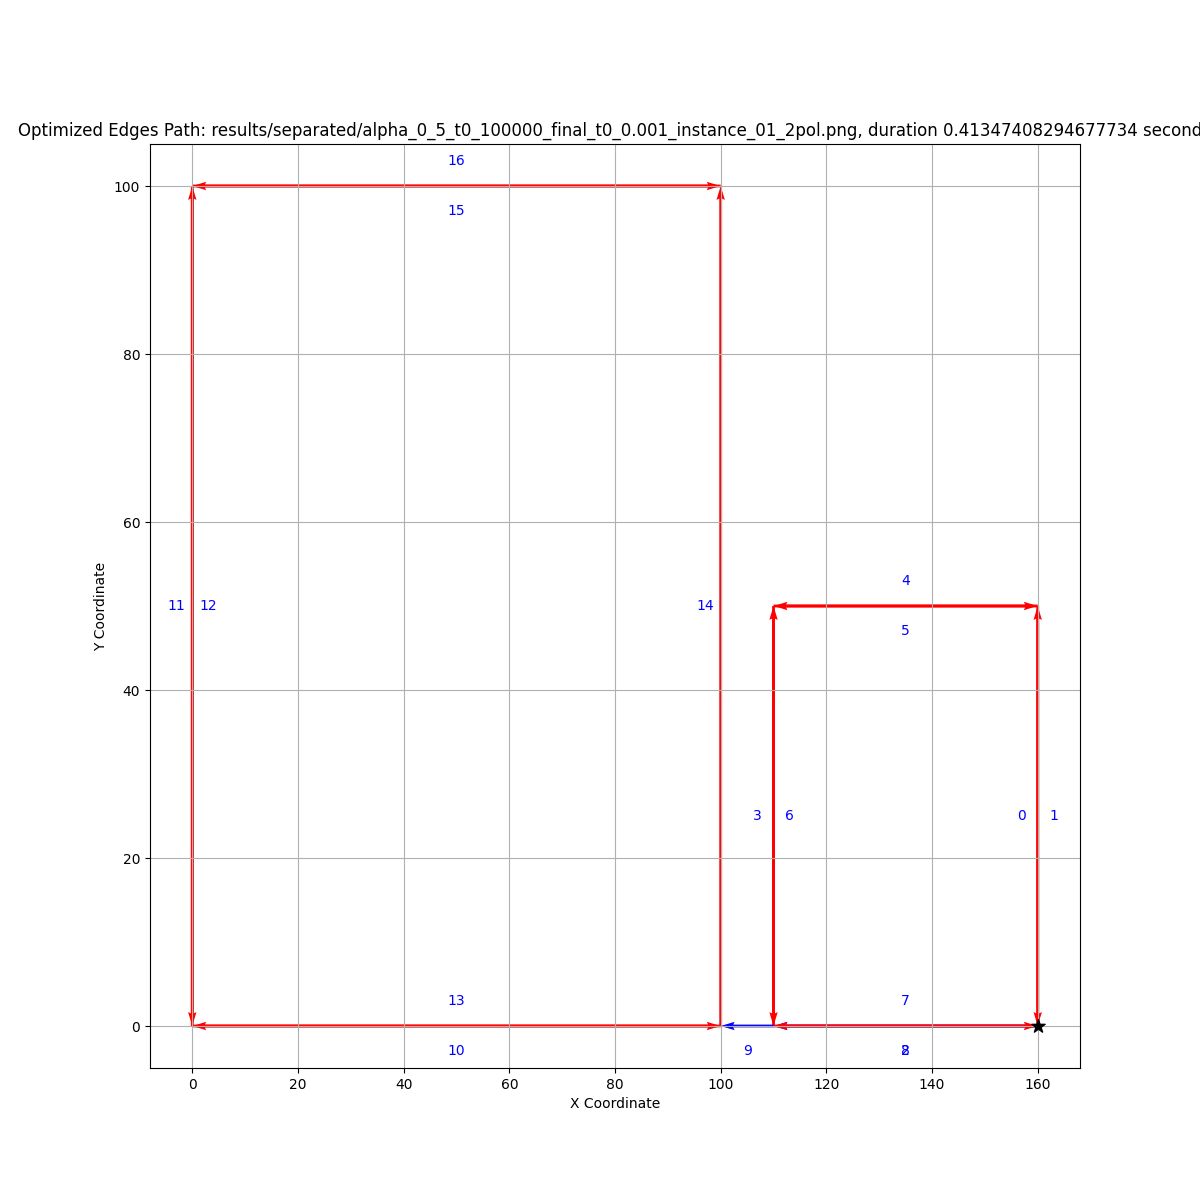 Optimized Edges Path: results/separated/alpha_0_5_t0_100000_final_t0_0.001_instance_01_2pol.png, duration 0.41347408294677734 second
16
100
15
80
60
Y Coordinate
4
11 12 14
5
40
3 6 0 1
20
13 7
0
10 9 8
0 20 40 60 80 100 120 140 160
X Coordinate